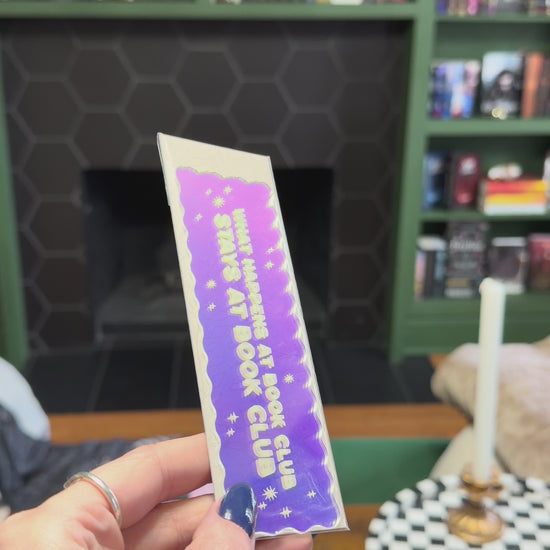 WHAT HAPPENS AT BOOK CLUB
STAYS AT BOOK CLUB